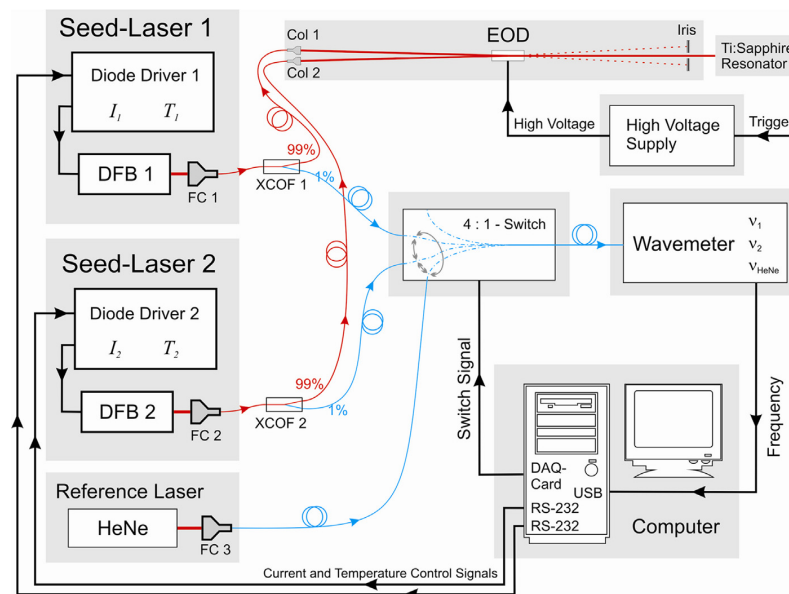 Seed-Laser 1
Diode Driver 1
I1 T1
DFB 1
FC 1
99%
XCOF 1
1%
Col 1
Col 2
EOD
Iris
Ti:Sapphire
Resonator
High Voltage
High Voltage
Supply
Trigge
4 : 1 - Switch
Wavemeter
ν1
ν2
νHeNe
Seed-Laser 2
Diode Driver 2
I2 T2
DFB 2
FC 2
99%
XCOF 2
1%
Switch Signal
Frequency
DAQ-
Card
USB
RS-232
RS-232
Computer
Reference Laser
HeNe
FC 3
Current and Temperature Control Signals